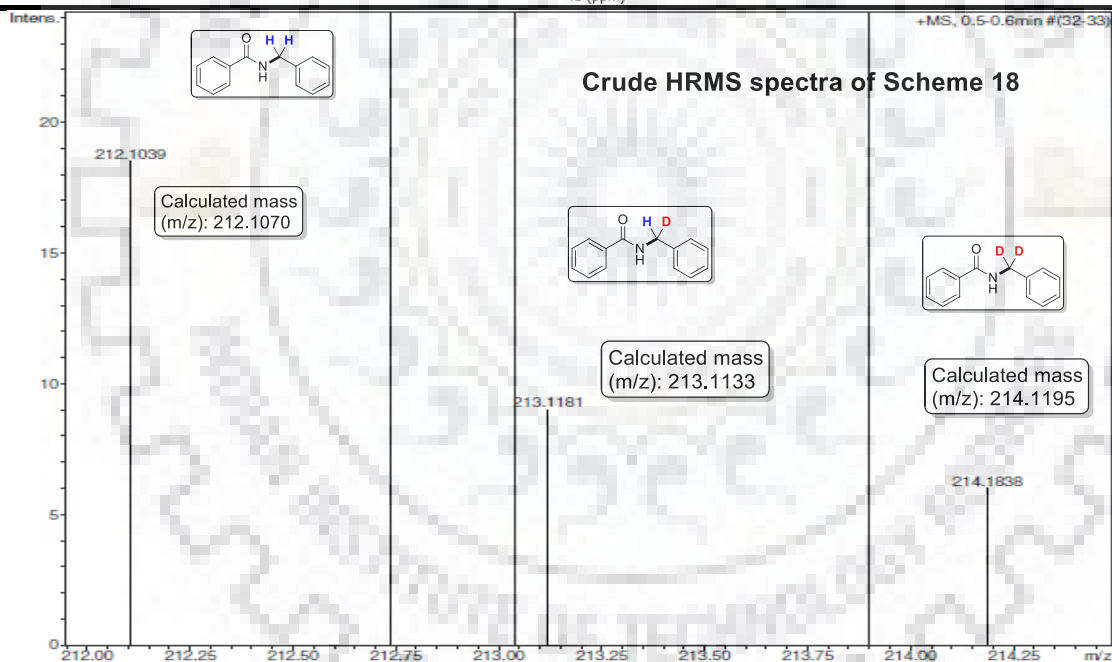 Intens.
+MS, 0.5-0.6min #(32-33)
O
H H
N
H
Crude HRMS spectra of Scheme 18
20
212.1039
Calculated mass
(m/z): 212.1070
15
O
H D
N
H
O
D D
N
H
10
Calculated mass
(m/z): 213.1133
Calculated mass
(m/z): 214.1195
213.1181
5
214.1838
0
212.00 212.25 212.50 212.75 213.00 213.25 213.50 213.75 214.00 214.25 m/z